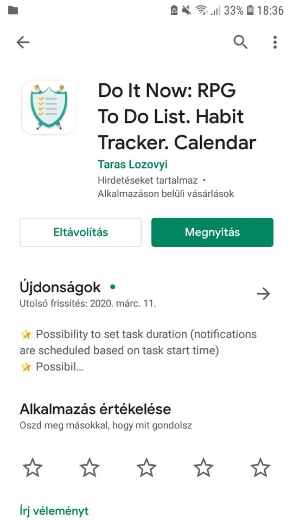 33% 18:36
Do It Now: RPG
To Do List. Habit
Tracker. Calendar
Taras Lozovyi
Hirdetéseket tartalmaz •
Alkalmazáson belüli vásárlások
Eltávolítás
Megnyitás
Újdonságok •
Utolsó frissítés: 2020. márc. 11.
⭐ Possibility to set task duration (notifications
are scheduled based on task start time)
⭐ Possibil...
Alkalmazás értékelése
Oszd meg másokkal, hogy mit gondolsz
Írj véleményt